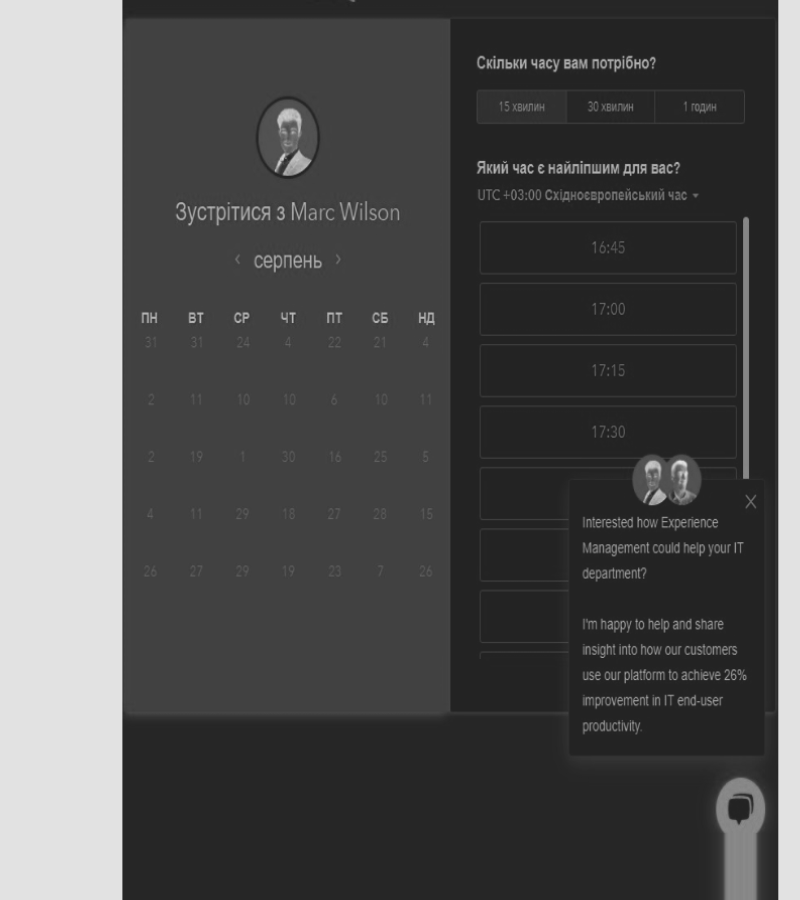 Скільки часу вам потрібно?
15 хвилин 30 хвилин 1 годин
Який час є найліпшим для вас?
UTC +03:00 Східноєвропейський час
Зустрітися з Marc Wilson
серпень
ПН ВТ СР ЧТ ПТ СБ НД
31 31 24 4 22 21 4
2 11 10 10 6 10 11
2 19 1 30 16 25 5
4 11 29 18 27 28 15
26 27 29 19 23 7 26
16:45
17:00
17:15
17:30
Interested how Experience
Management could help your IT
department?
I'm happy to help and share
insight into how our customers
use our platform to achieve 26%
improvement in IT end-user
productivity.